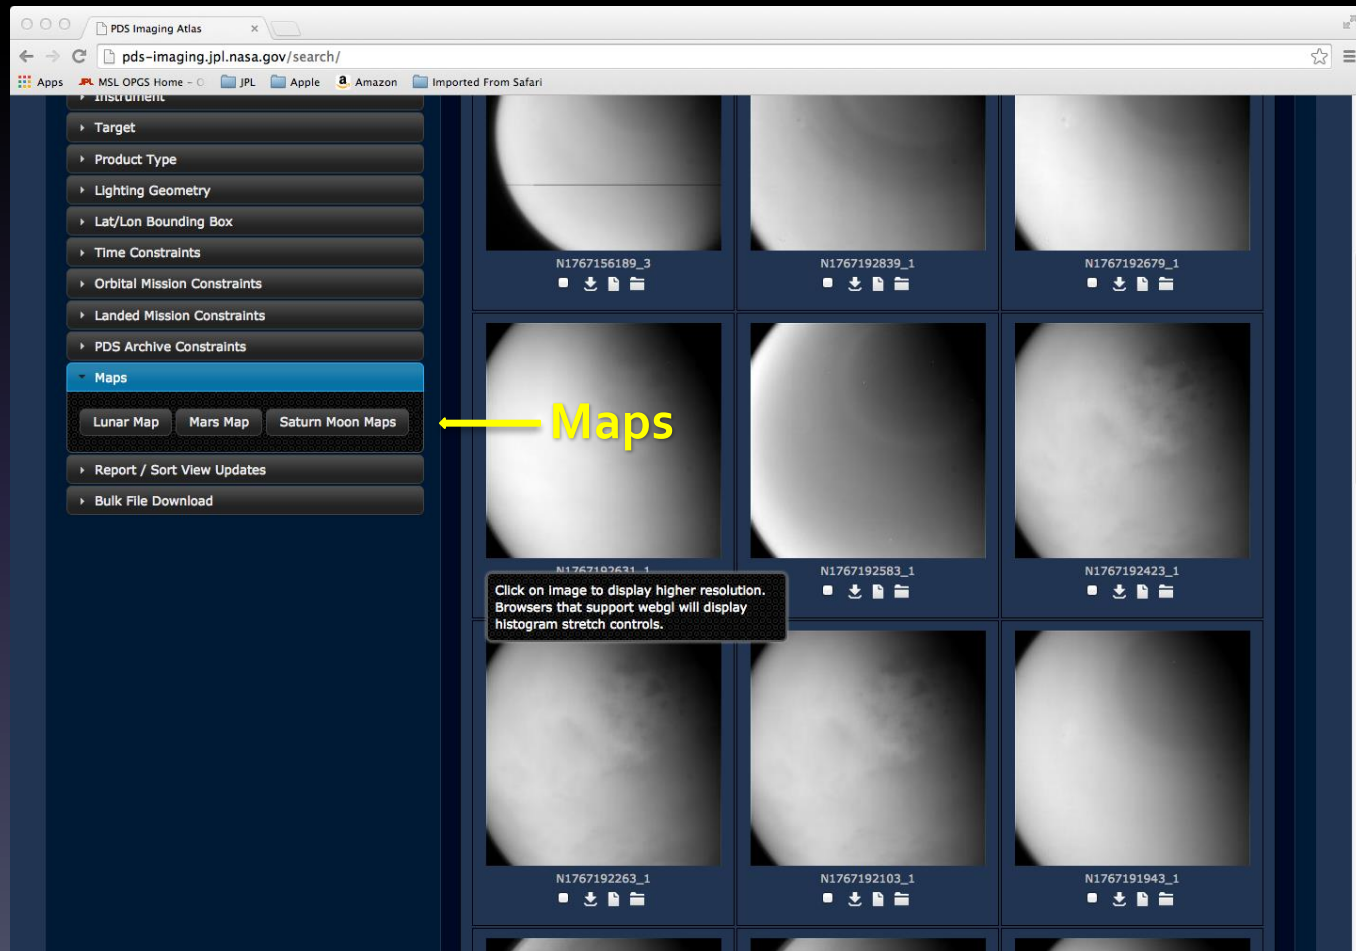 PDS Imaging Atlas
pds-imaging.jpl.nasa.gov/search/
Apps JPL MSL OPGS Home - O JPL Apple a Amazon Imported From Safari
Instrument
Target
Product Type
Lighting Geometry
Lat/Lon Bounding Box
Time Constraints
Orbital Mission Constraints
Landed Mission Constraints
PDS Archive Constraints
Maps
Lunar Map Mars Map Saturn Moon Maps
Report / Sort View Updates
Bulk File Download
Maps
N1767156189_3 N1767192839_1 N1767192679_1
N1767192631_1 N1767192583_1 N1767192423_1
Click on image to display higher resolution.
Browsers that support webgl will display
histogram stretch controls.
N1767192263_1 N1767192103_1 N1767191943_1